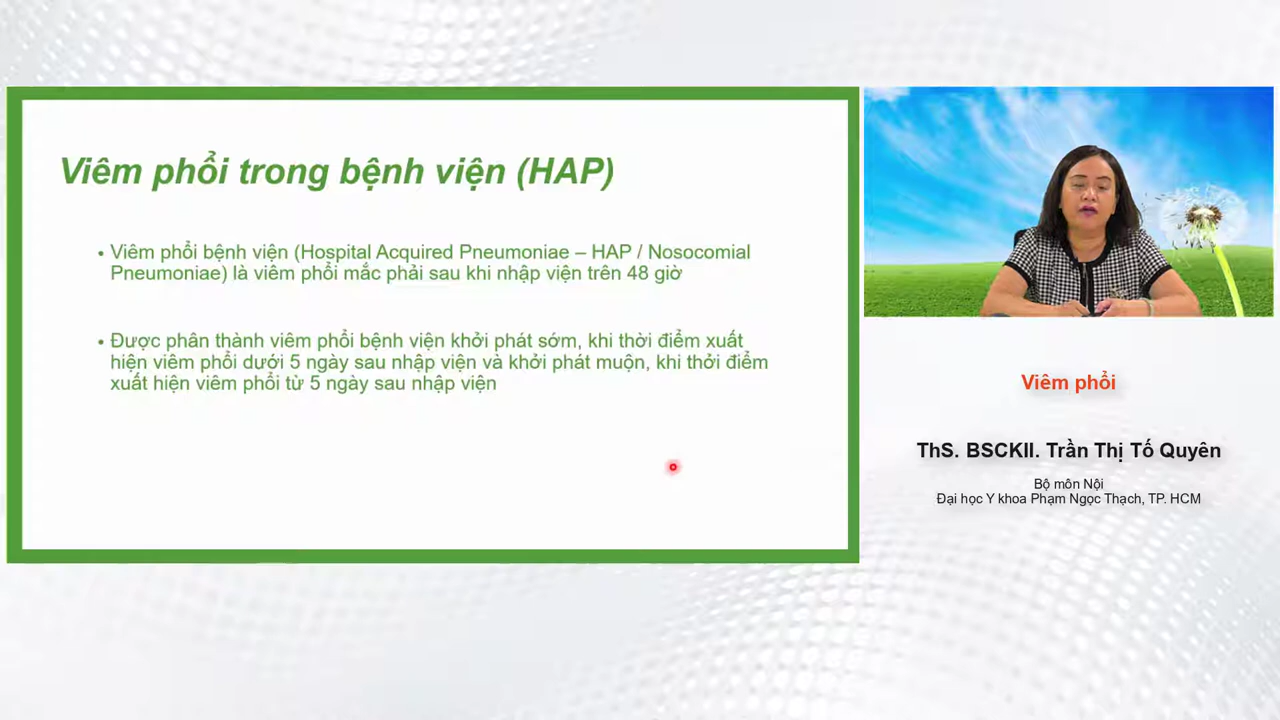 Viêm phổi trong bệnh viện (HAP)
• Viêm phổi bệnh viện (Hospital Acquired Pneumoniae – HAP / Nosocomial
Pneumoniae) là viêm phổi mắc phải sau khi nhập viện trên 48 giờ
• Được phân thành viêm phổi bệnh viện khởi phát sớm, khi thời điểm xuất
hiện viêm phổi dưới 5 ngày sau nhập viện và khởi phát muộn, khi thởi điểm
xuất hiện viêm phổi từ 5 ngày sau nhập viện
Viêm phổi
ThS. BSCKII. Trần Thị Tố Quyên
Bộ môn Nội
Đại học Y khoa Phạm Ngọc Thạch, TP. HCM